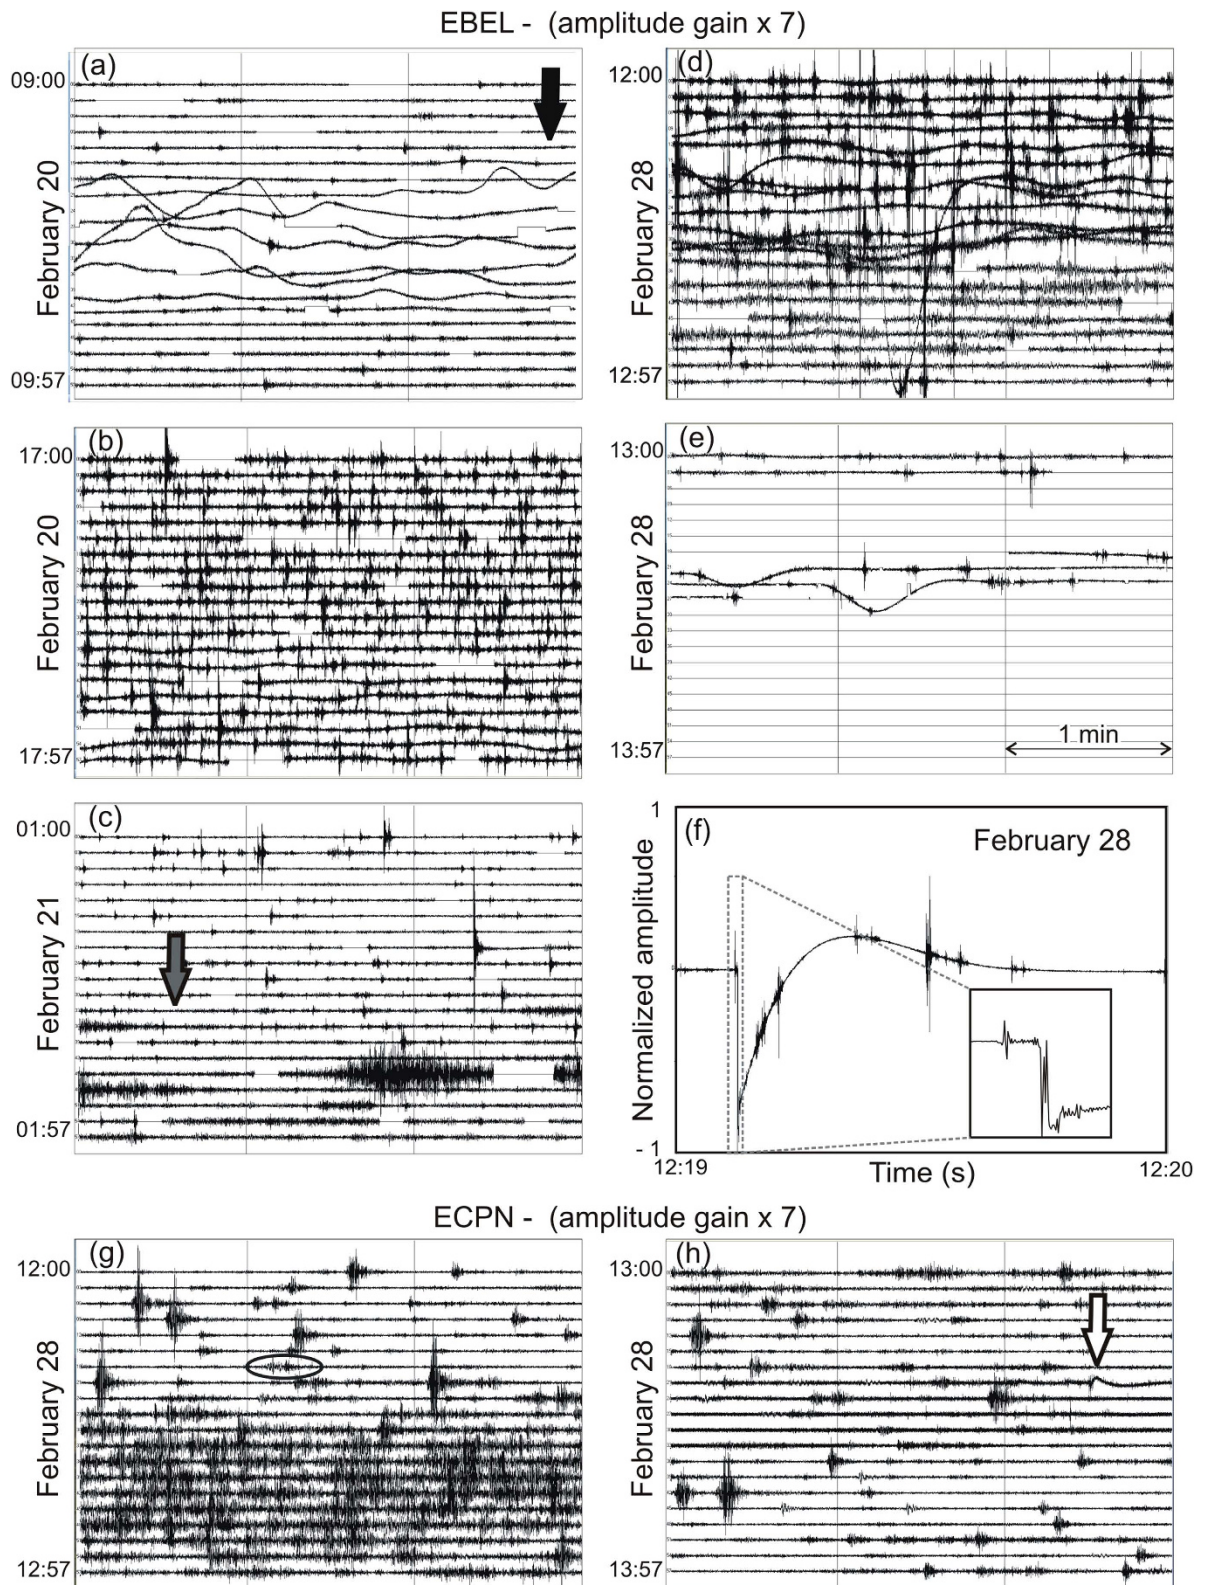 EBEL - (amplitude gain x 7)
(a)
09:00
February 20
09:57
(b)
17:00
February 20
17:57
(c)
01:00
February 21
01:57
(d)
12:00
February 28
12:57
(e)
13:00
February 28
13:57
1 min
(f)
February 28
1
Normalized amplitude
- 1
12:19
Time (s)
12:20
ECPN - (amplitude gain x 7)
(g)
12:00
February 28
12:57
(h)
13:00
February 28
13:57